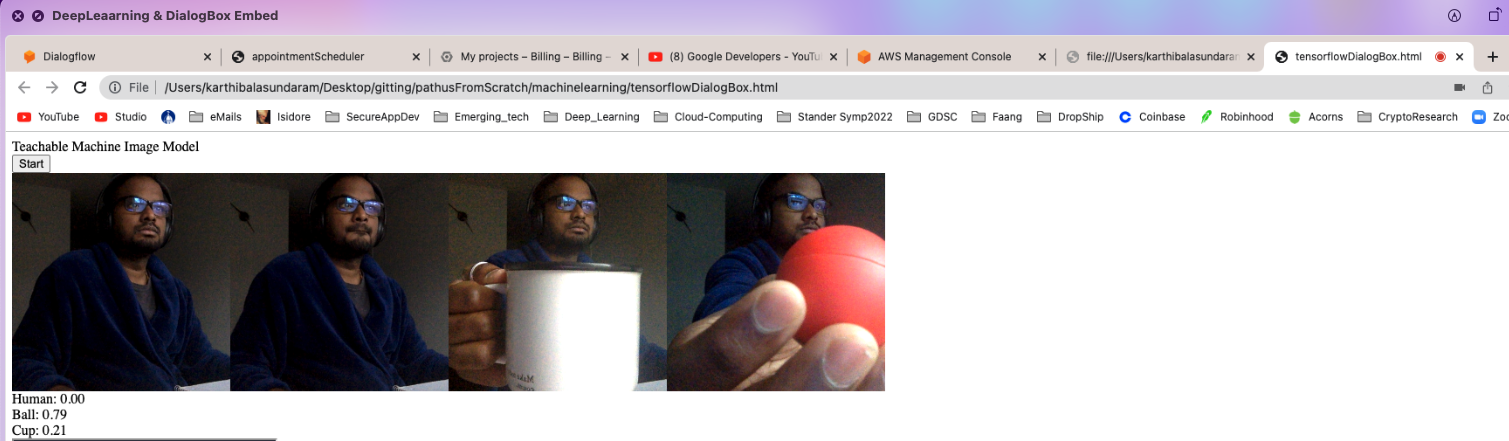 DeepLeaarning & DialogBox Embed
Dialogflow
appointmentScheduler
My projects – Billing – Billing –
(8) Google Developers - YouTu
AWS Management Console
file:///Users/karthibalasundaram
tensorflowDialogBox.html
File /Users/karthibalasundaram/Desktop/gitting/pathusFromScratch/machinelearning/tensorflowDialogBox.html
YouTube Studio eMails Isidore SecureAppDev Emerging_tech Deep_Learning Cloud-Computing Stander Symp2022 GDSC Faang DropShip Coinbase Robinhood Acorns CryptoResearch Zoo
Teachable Machine Image Model
Start
Human: 0.00
Ball: 0.79
Cup: 0.21